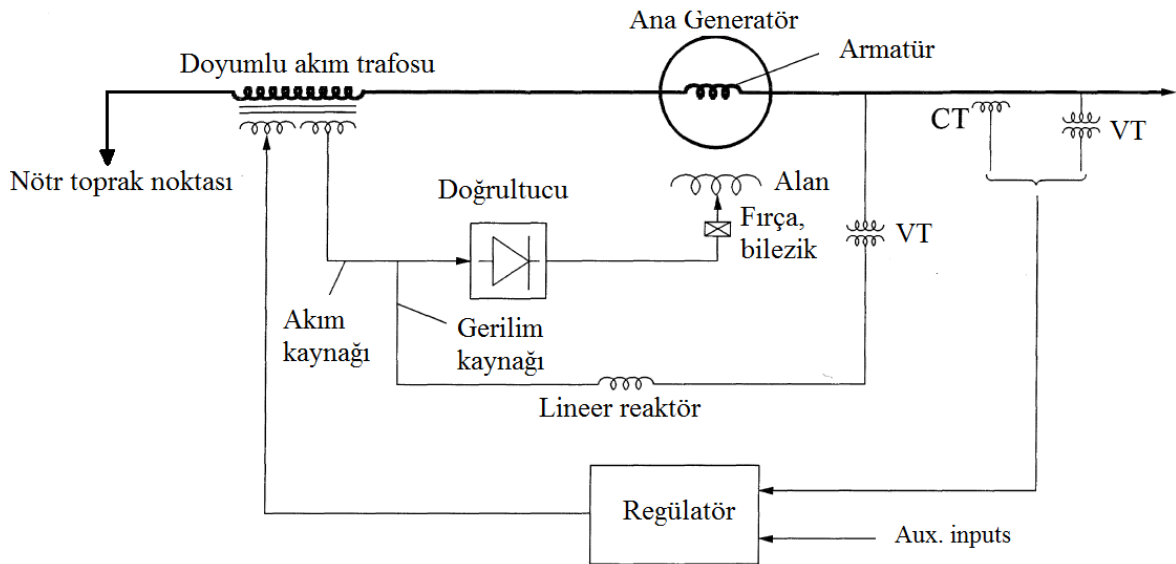 Ana Generatör
Armatür
Doyumlu akım trafosu
CT
VT
Nötr toprak noktası
Doğrultucu
Alan
Fırça,
bilezik
VT
Akım
kaynağı
Gerilim
kaynağı
Lineer reaktör
Regülatör
Aux. inputs